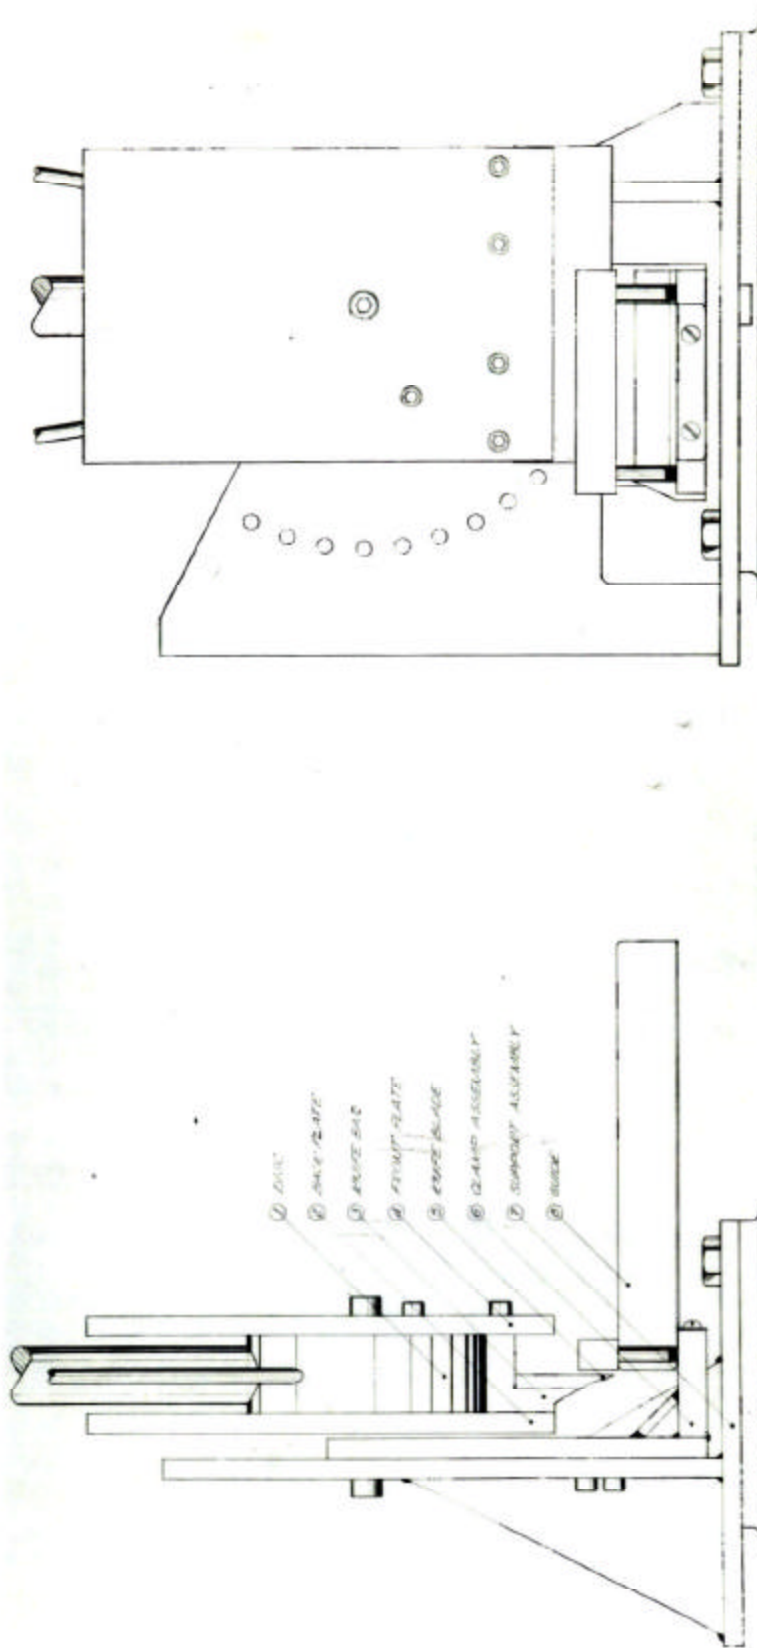 ①
② BACK PLATE
③ KNIFE BAR
④ FRONT PLATE
⑤ KNIFE BLADE
⑥ CLAMP ASSEMBLY
⑦ SUPPORT ASSEMBLY
⑧ GUIDE